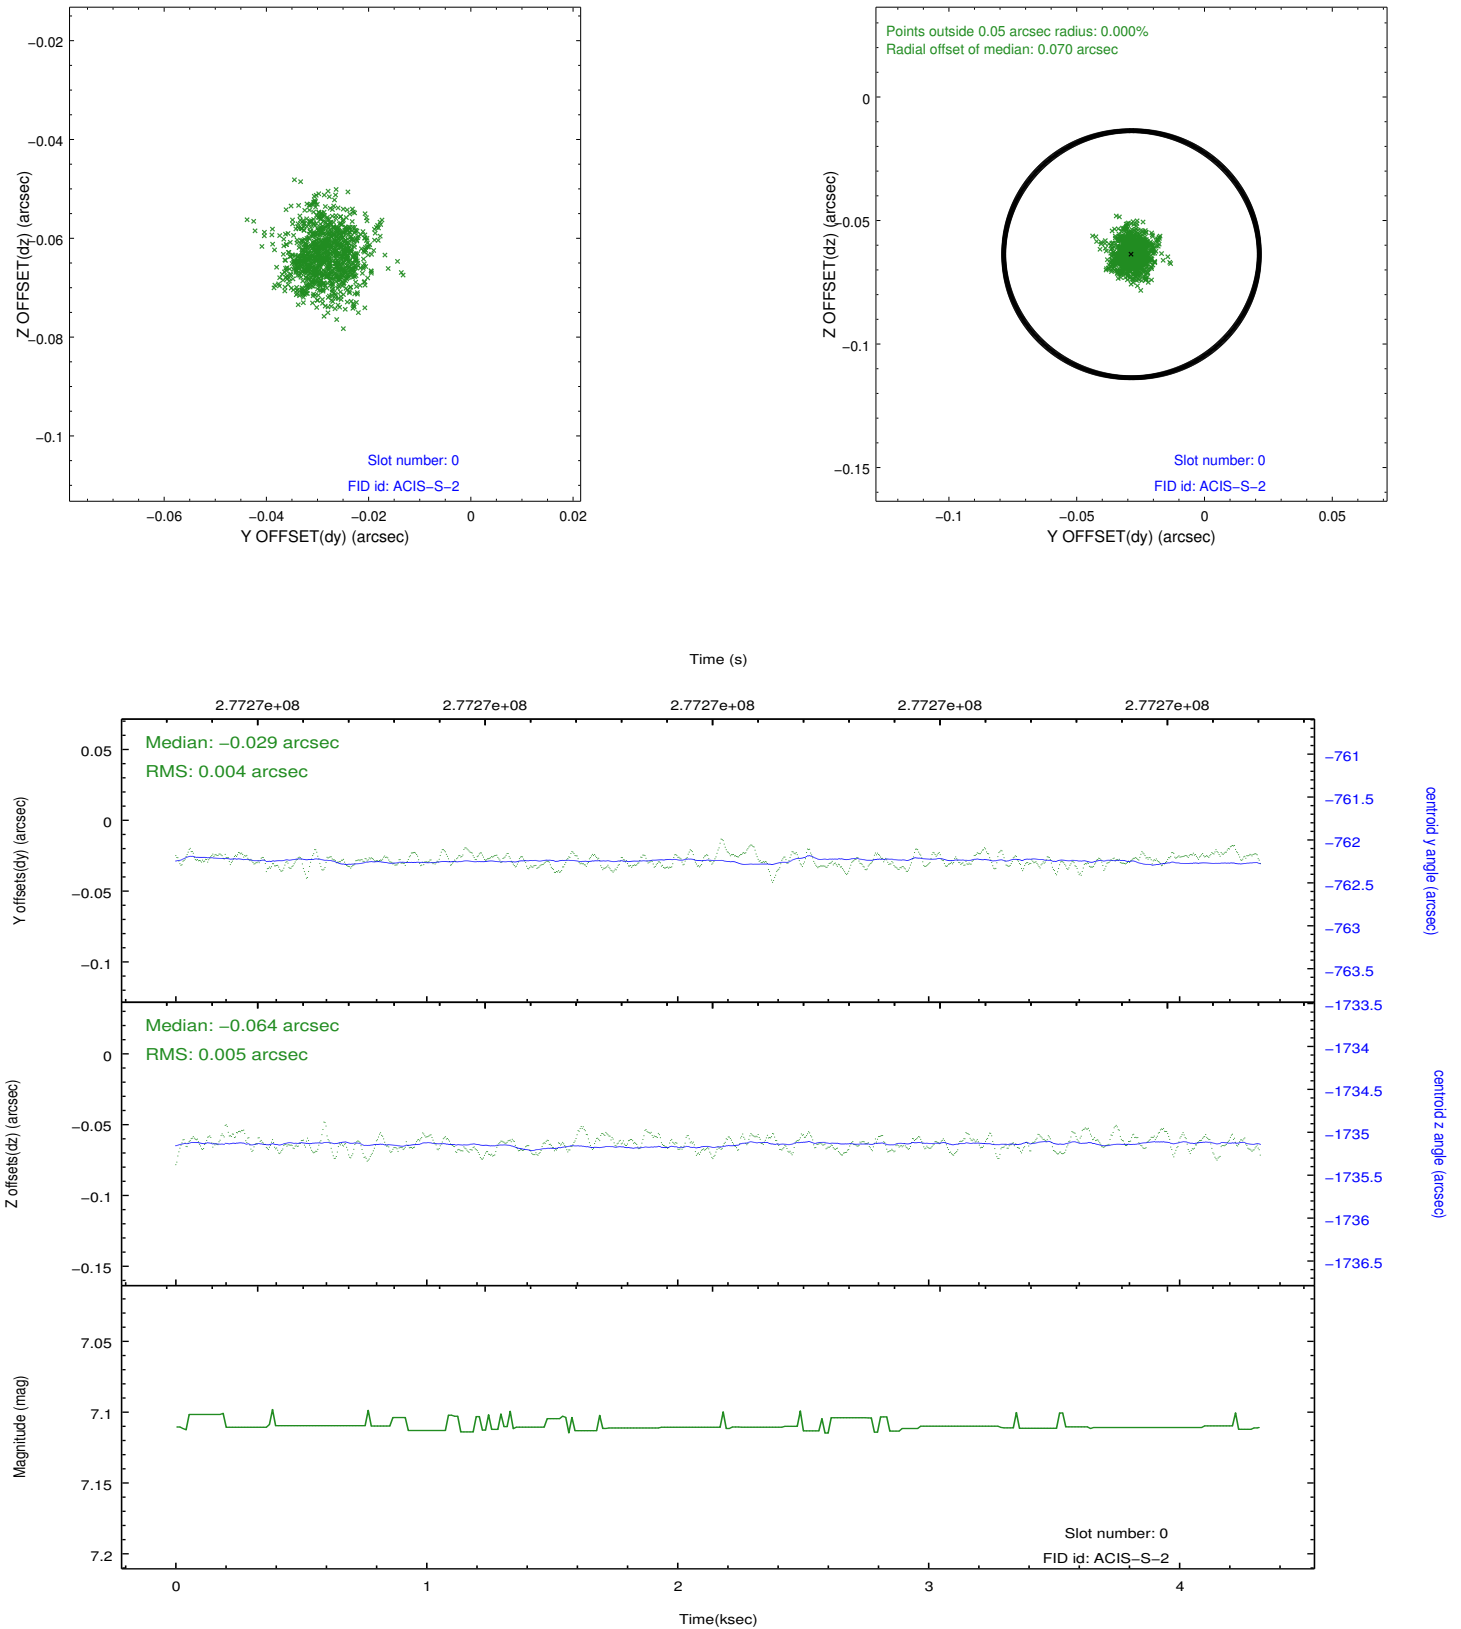 −0.02
−0.04
−0.06
−0.08
−0.1
Z OFFSET(dz) (arcsec)
Slot number: 0
FID id: ACIS−S−2
−0.06
−0.04
−0.02
0
0.02
Y OFFSET(dy) (arcsec)
Points outside 0.05 arcsec radius: 0.000%
Radial offset of median: 0.070 arcsec
0
−0.05
−0.1
−0.15
Z OFFSET(dz) (arcsec)
Slot number: 0
FID id: ACIS−S−2
−0.1
−0.05
0
0.05
Y OFFSET(dy) (arcsec)
Time (s)
2.7727e+08
2.7727e+08
2.7727e+08
2.7727e+08
2.7727e+08
Median: −0.029 arcsec
RMS: 0.004 arcsec
0.05
0
−0.05
−0.1
Y offsets(dy) (arcsec)
−761
−761.5
−762
−762.5
−763
−763.5
centroid y angle (arcsec)
Median: −0.064 arcsec
RMS: 0.005 arcsec
0
−0.05
−0.1
−0.15
Z offsets(dz) (arcsec)
−1733.5
−1734
−1734.5
−1735
−1735.5
−1736
−1736.5
centroid z angle (arcsec)
7.05
7.1
7.15
7.2
Magnitude (mag)
Slot number: 0
FID id: ACIS−S−2
0
1
2
3
4
Time(ksec)